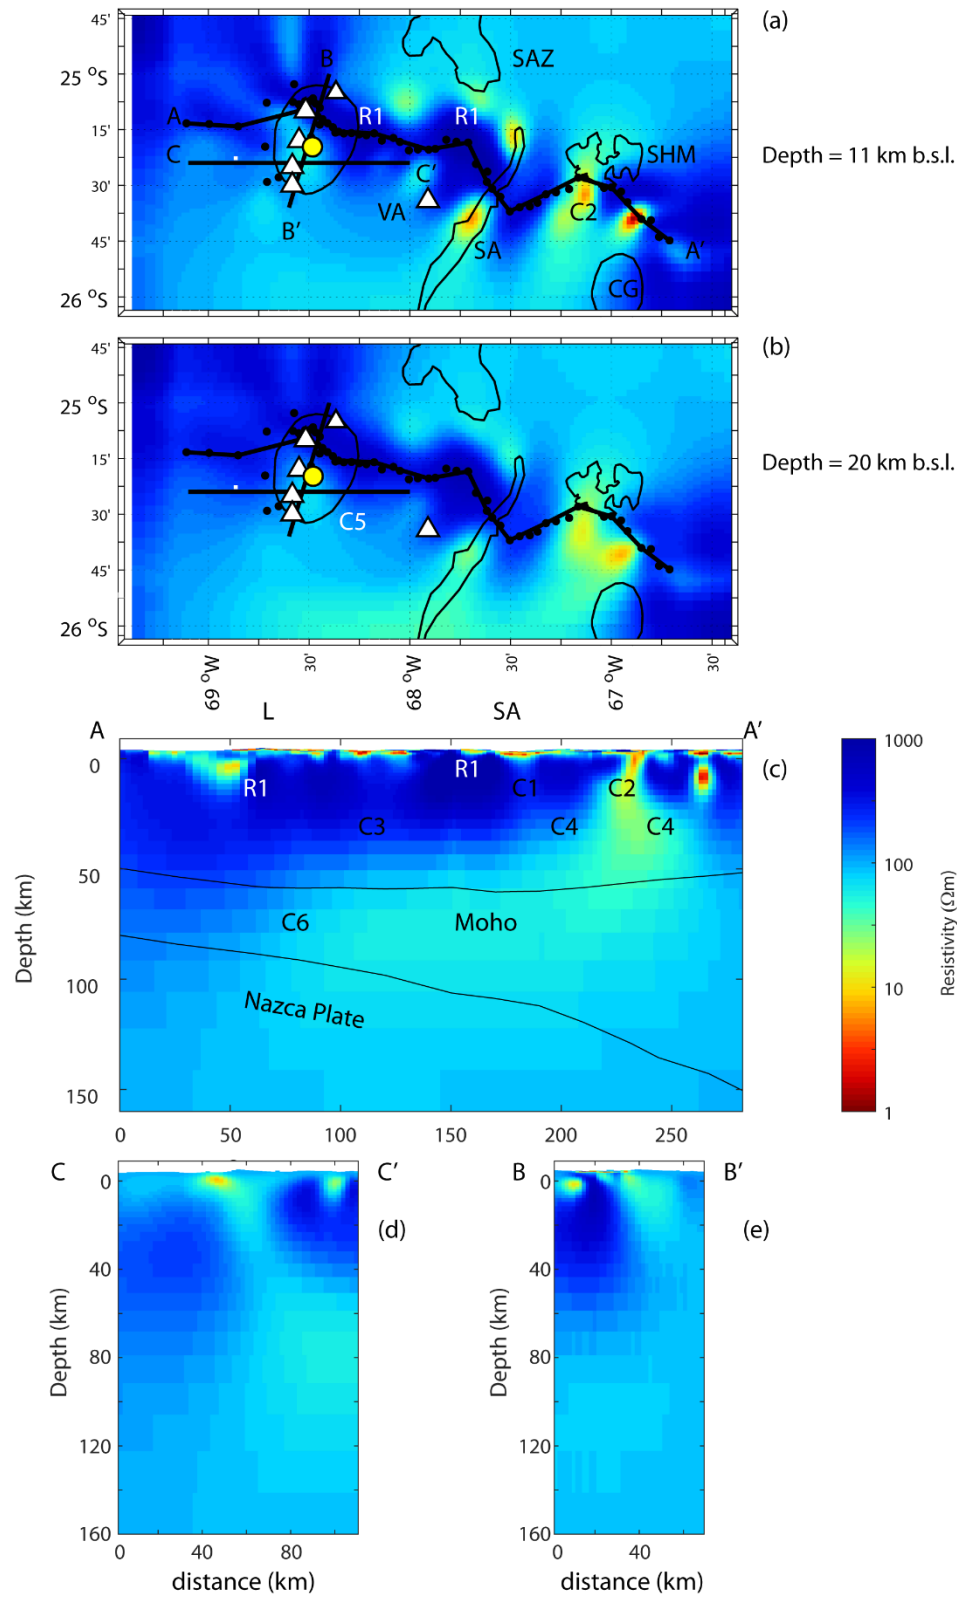 (a)
45'
B
SAZ
25 °S
A
R1
R1
15'
C
C'
SHM
Depth = 11 km b.s.l.
30'
VA
C2
B'
SA
A'
45'
CG
26 °S
(b)
45'
25 °S
15'
Depth = 20 km b.s.l.
30'
C5
45'
26 °S
69 °W
30'
68 °W
30'
67 °W
30'
L
SA
A
A'
(c)
0
R1
R1
C1
C2
C3
C4
C4
50
C6
Moho
100
Nazca Plate
150
Depth (km)
0
50
100
150
200
250
1000
100
10
1
Resistivity (Ωm)
C
C'
B
B'
0
(d)
0
(e)
40
40
80
80
120
120
160
160
Depth (km)
Depth (km)
0
40
80
0
40
distance (km)
distance (km)